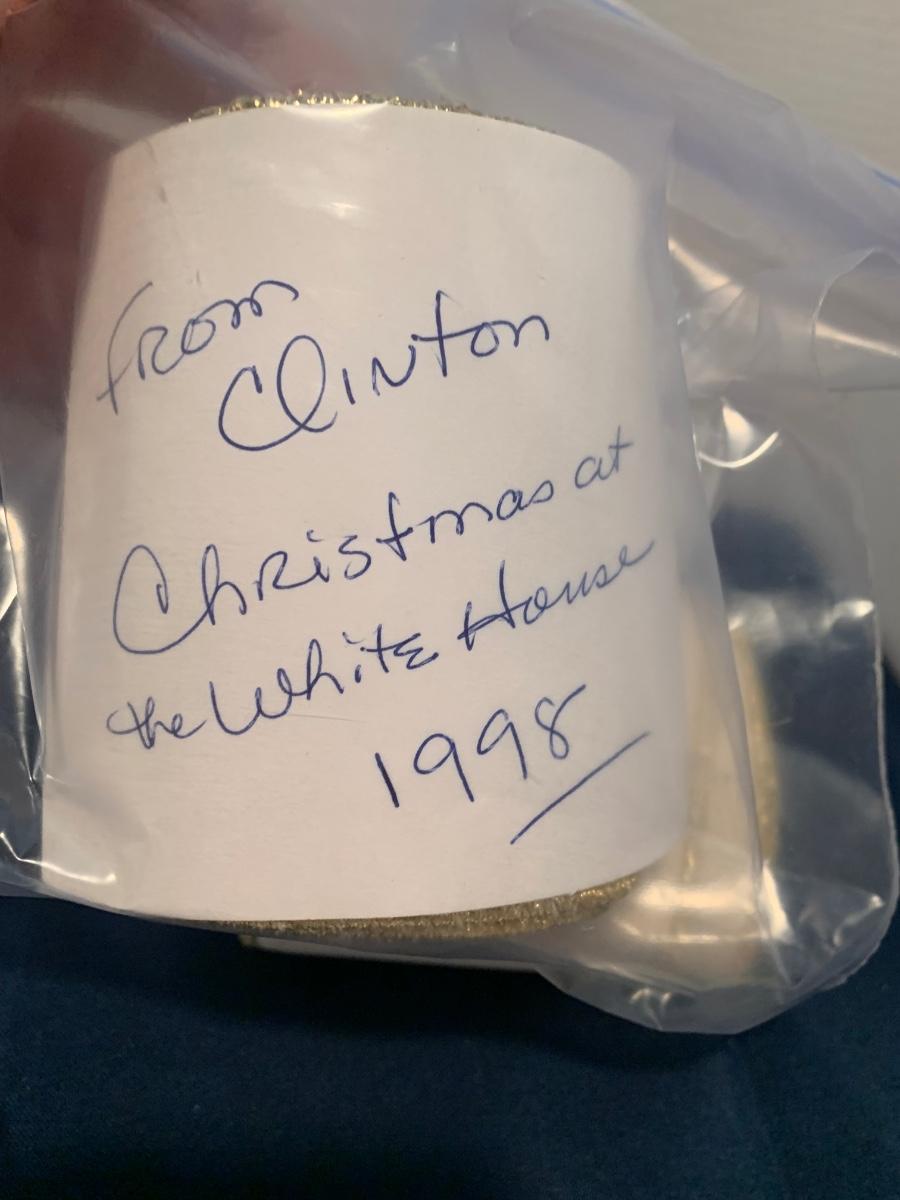 from
Clinton
Christmas at
the White House
1998